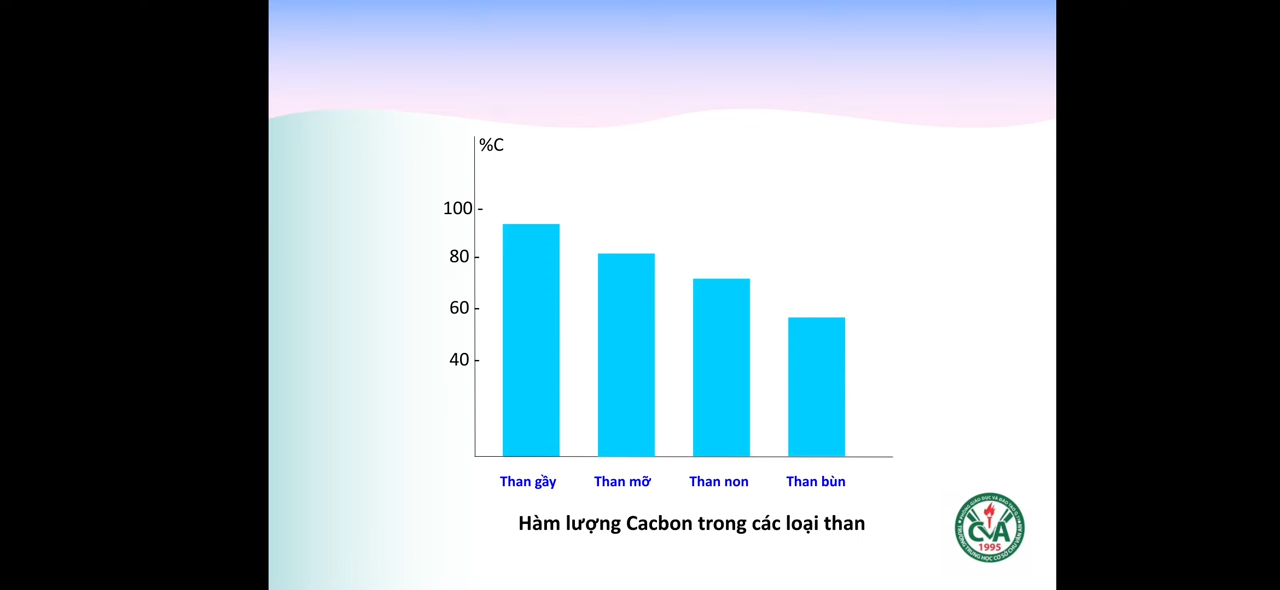 %C
100 -
80 -
60 -
40 -
Than gầy Than mỡ Than non Than bùn
Hàm lượng Cacbon trong các loại than
CVA
1995